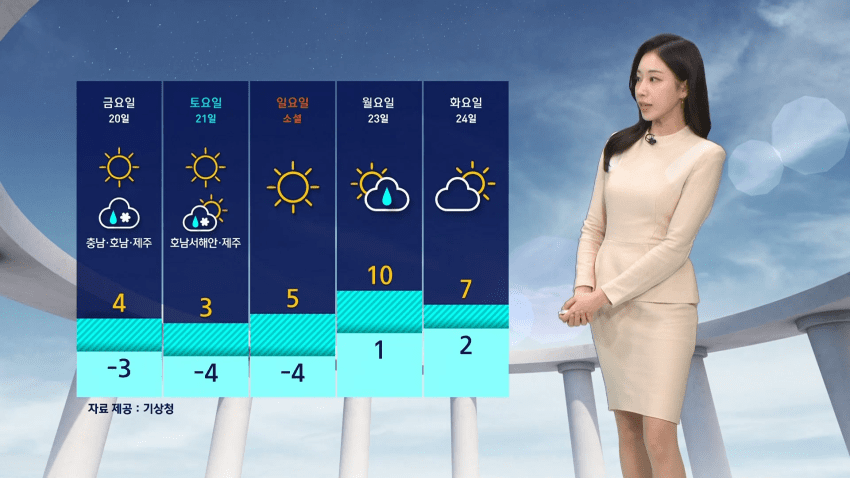 금요일
20일
충남·호남·제주
4
-3
토요일
21일
호남서해안·제주
3
-4
일요일
소설
5
-4
월요일
23일
10
1
화요일
24일
7
2
자료 제공 : 기상청